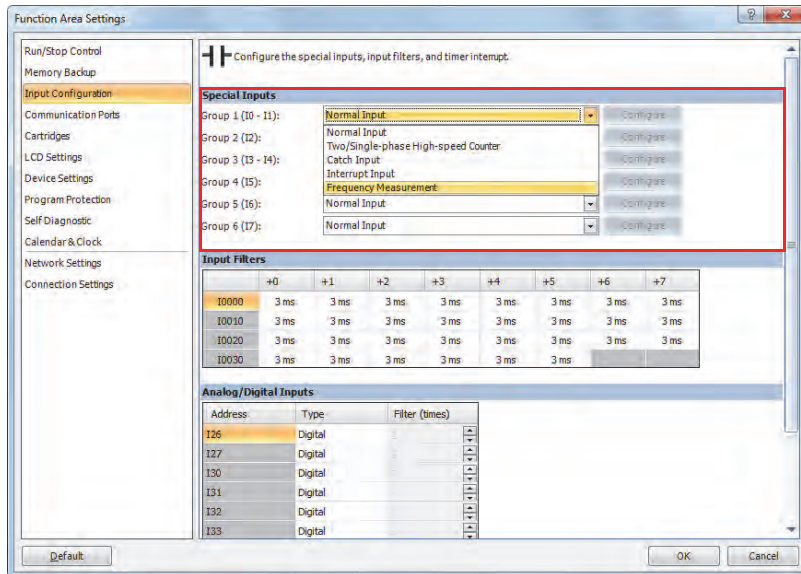 Function Area Settings
Run/Stop Control
Memory Backup
Input Configuration
Communication Ports
Cartridges
LCD Settings
Device Settings
Program Protection
Self Diagnostic
Calendar & Clock
Network Settings
Connection Settings
Configure the special inputs, input filters, and timer interrupt.
Special Inputs
Group 1 (I0 - I1): Normal Input Configure
Group 2 (I2): Configure
Group 3 (I3 - I4): Configure
Group 4 (I5): Configure
Normal Input
Two/Single-phase High-speed Counter
Catch Input
Interrupt Input
Frequency Measurement
Group 5 (I6): Normal Input Configure
Group 6 (I7): Normal Input Configure
Input Filters
+0 +1 +2 +3 +4 +5 +6 +7
I0000 3 ms 3 ms 3 ms 3 ms 3 ms 3 ms 3 ms 3 ms
I0010 3 ms 3 ms 3 ms 3 ms 3 ms 3 ms 3 ms 3 ms
I0020 3 ms 3 ms 3 ms 3 ms 3 ms 3 ms 3 ms 3 ms
I0030 3 ms 3 ms 3 ms 3 ms 3 ms 3 ms
Analog/Digital Inputs
Address Type Filter (times)
I26 Digital
I27 Digital
I30 Digital
I31 Digital
I32 Digital
I33 Digital
Default OK Cancel